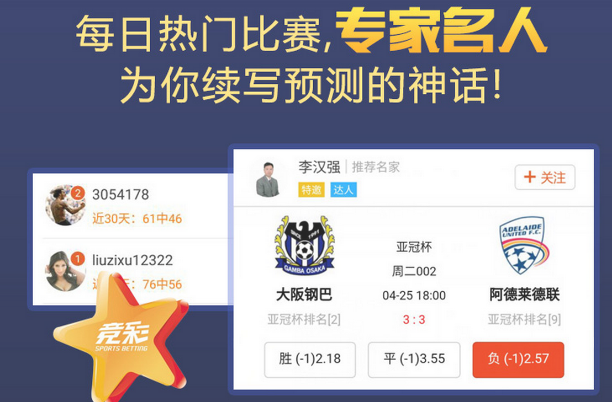 每日热门比赛,专家名人
为你续写预测的神话!
2
3054178
近30天：61中46
1
liuzixu12322
近30天：76中56
竞彩
SPORTS BETTING
李汉强 | 推荐名家
特邀 达人
+ 关注
GAMBA OSAKA
大阪钢巴
亚冠杯排名[2]
亚冠杯
周二002
04-25 18:00
3 : 3
ADELAIDE
UNITED F.C.
阿德莱德联
亚冠杯排名[9]
胜 (-1)2.18
平 (-1)3.55
负 (-1)2.57